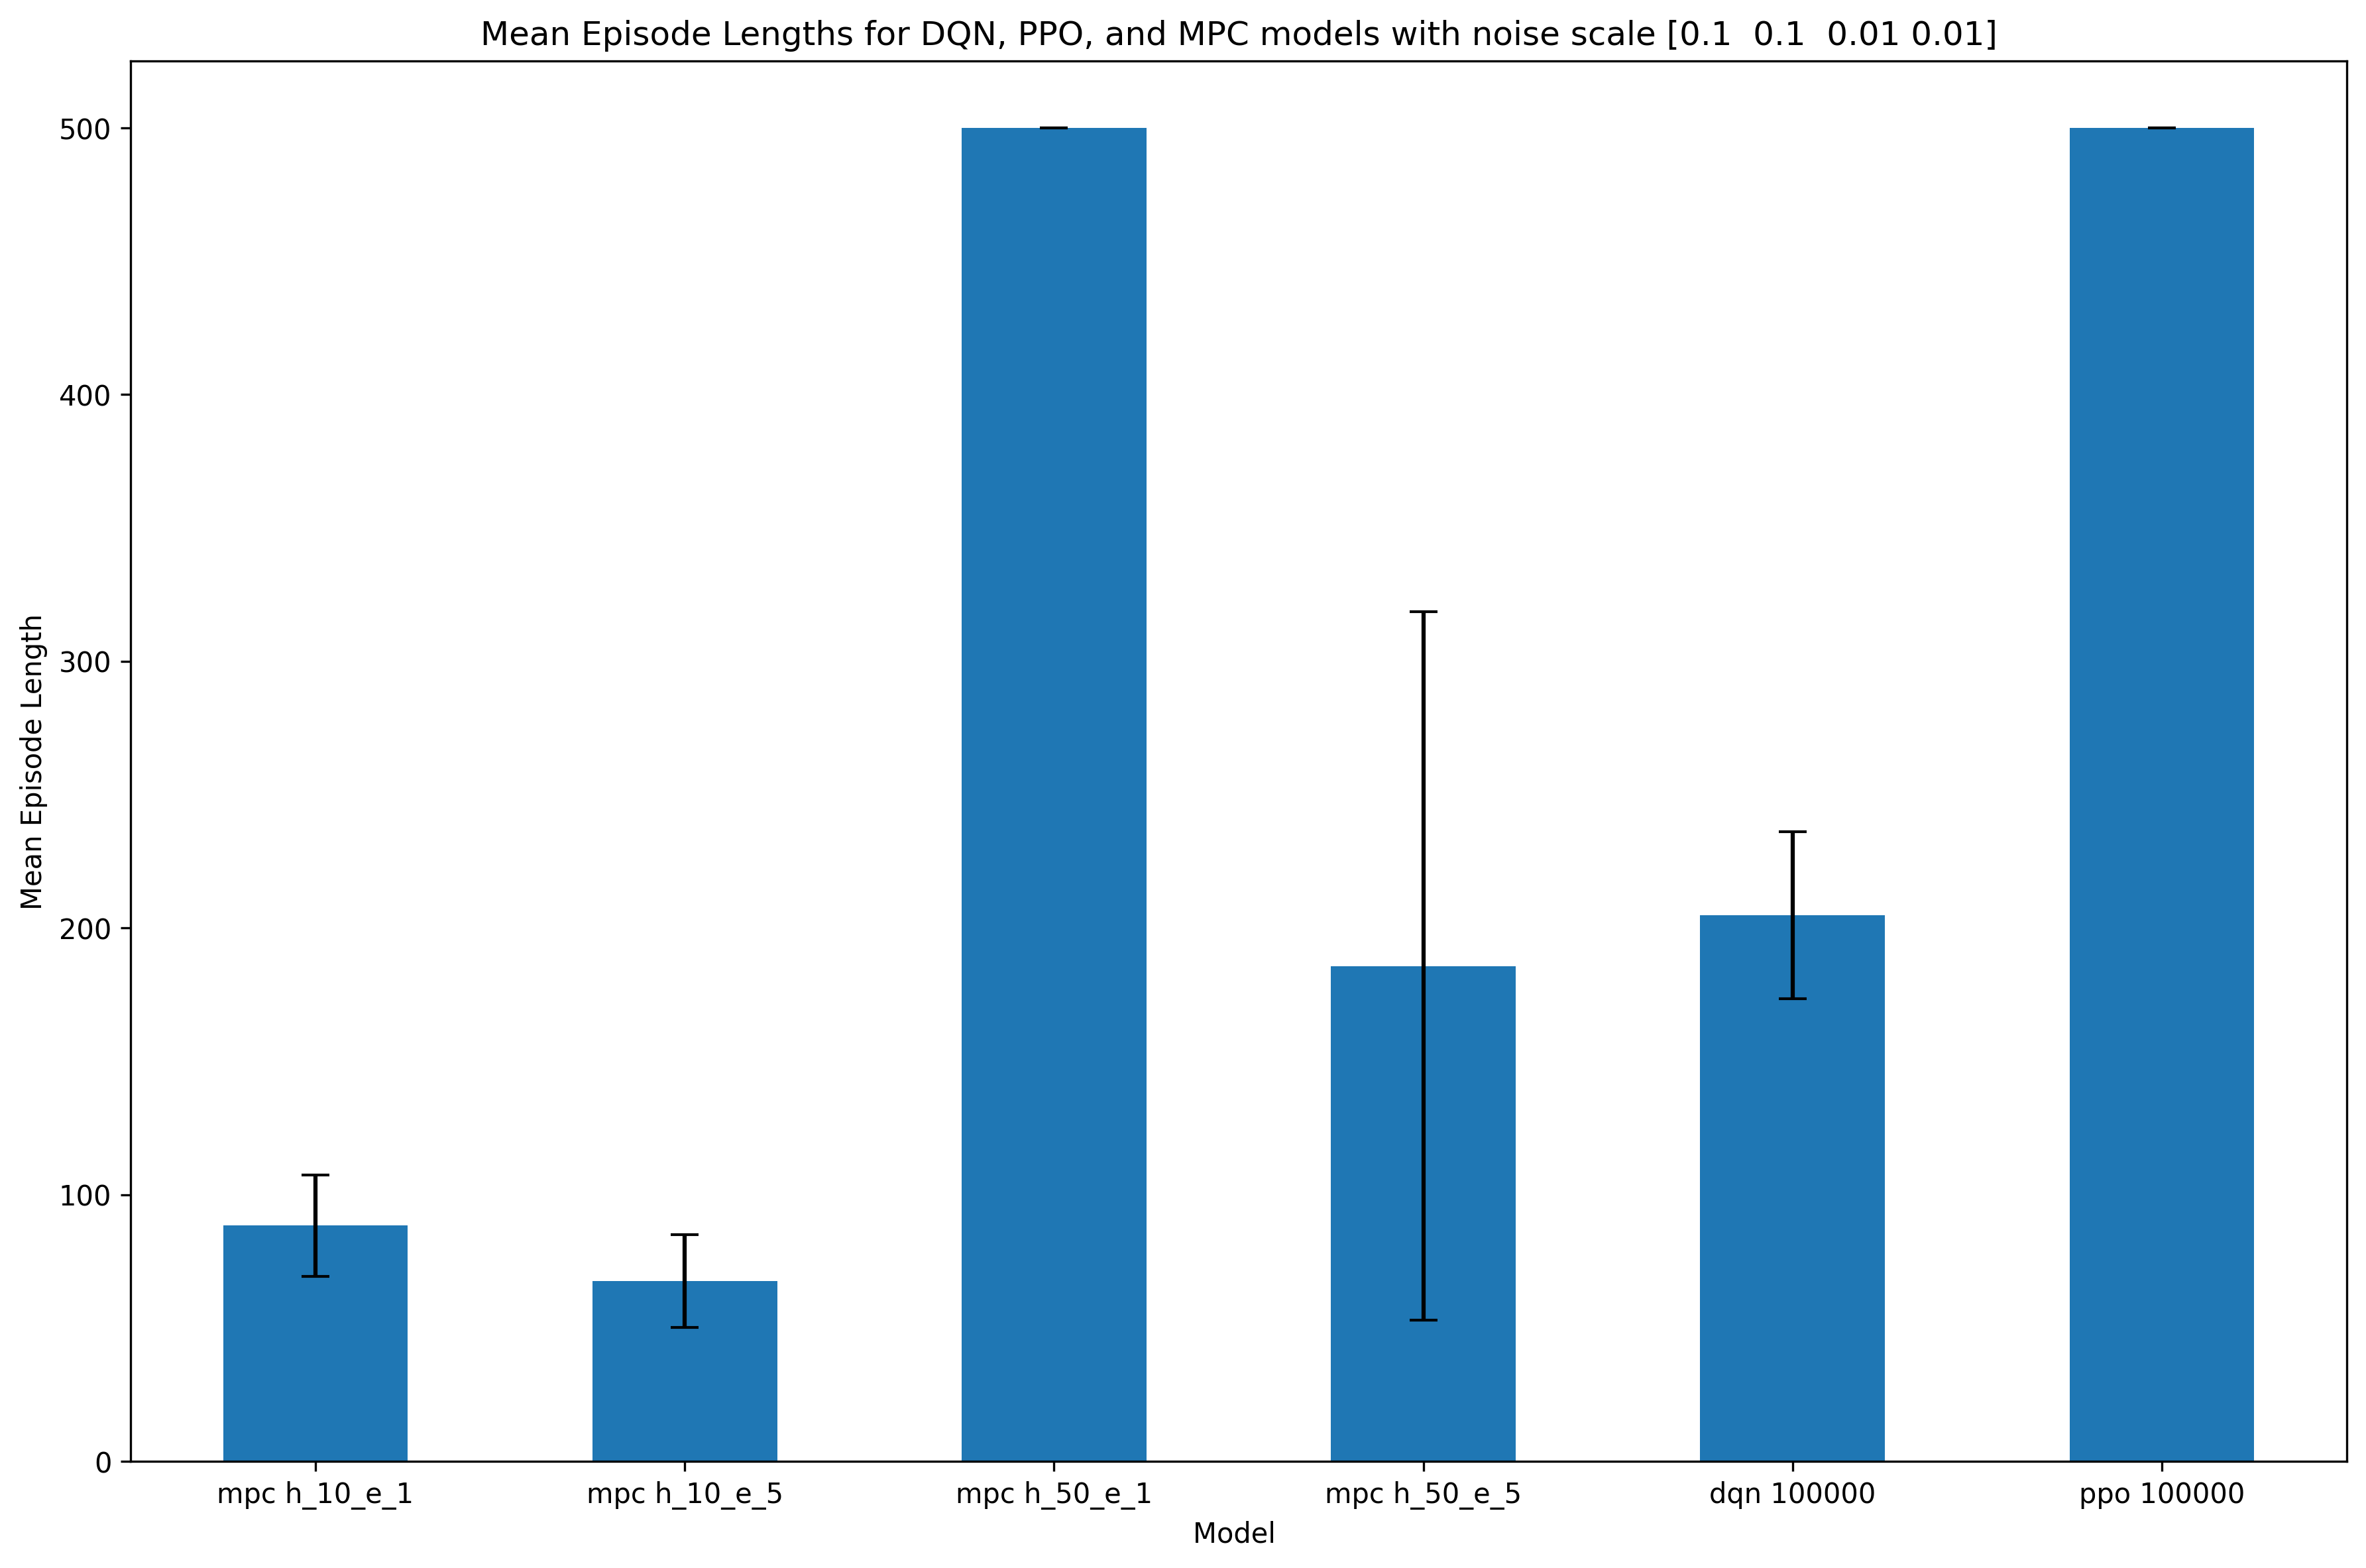 Mean Episode Lengths for DQN, PPO, and MPC models with noise scale [0.1  0.1  0.01 0.01]
Mean Episode Length
500
400
300
200
100
0
mpc h_10_e_1
mpc h_10_e_5
mpc h_50_e_1
mpc h_50_e_5
dqn 100000
ppo 100000
Model